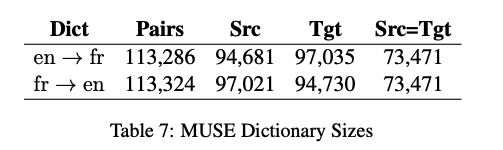 Dict Pairs Src Tgt Src=Tgt
en → fr 113,286 94,681 97,035 73,471
fr → en 113,324 97,021 94,730 73,471
Table 7: MUSE Dictionary Sizes